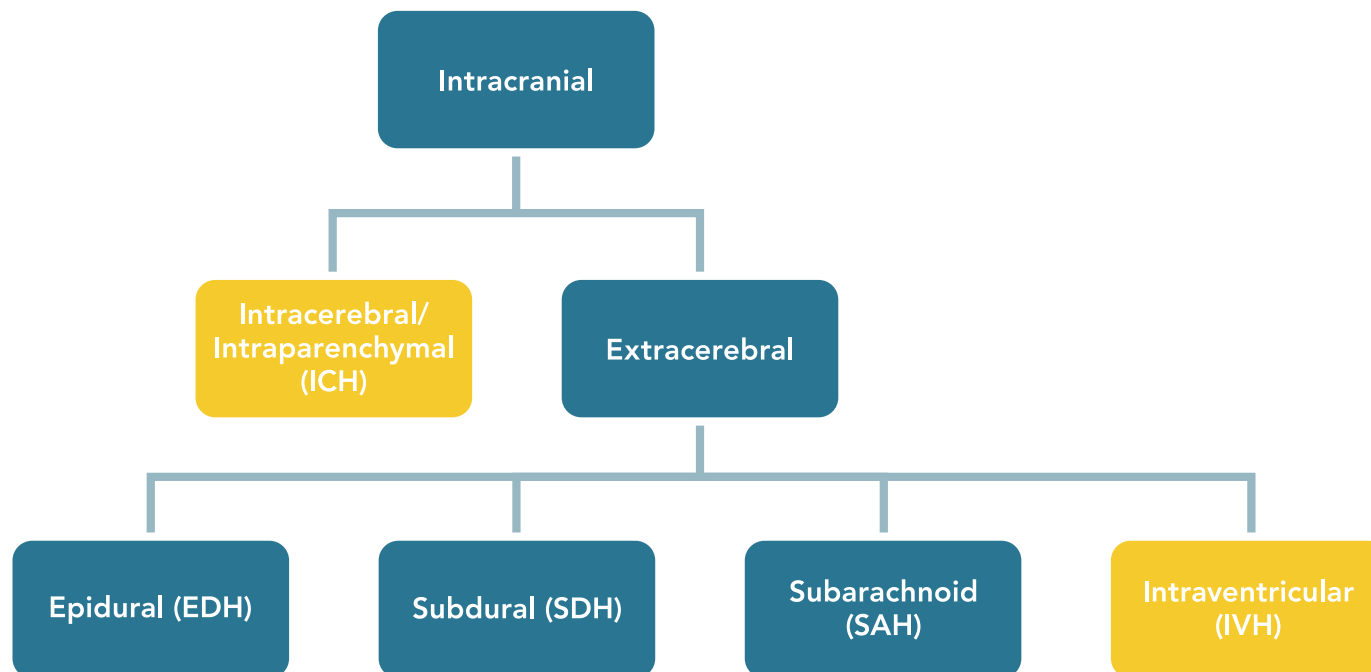 Intracranial
Intracerebral/
Intraparenchymal
(ICH)
Extracerebral
Epidural (EDH)
Subdural (SDH)
Subarachnoid
(SAH)
Intraventricular
(IVH)